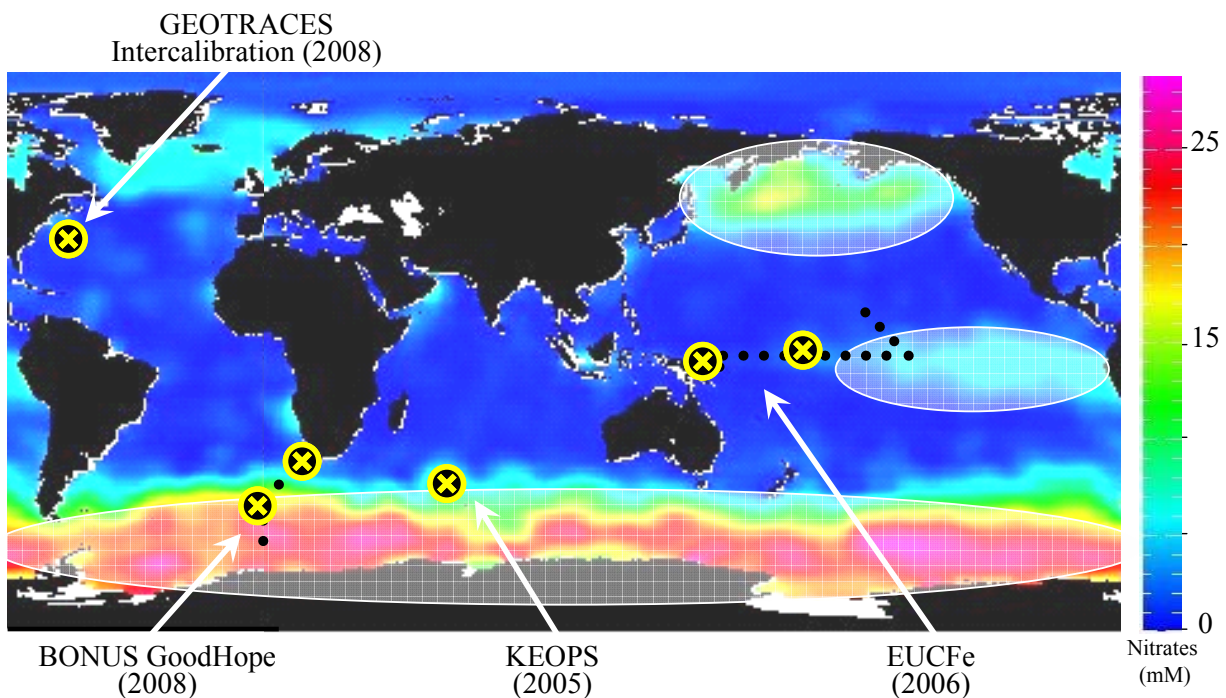 GEOTRACES
Intercalibration (2008)
25
15
0
Nitrates
(mM)
BONUS GoodHope
(2008)
KEOPS
(2005)
EUCFe
(2006)